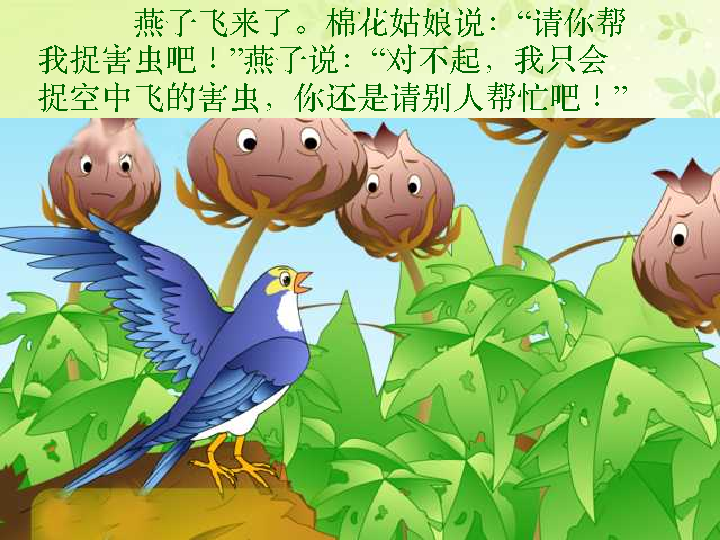 燕子飞来了。棉花姑娘说：“请你帮
我捉害虫吧！”燕子说：“对不起，我只会
捉空中飞的害虫，你还是请别人帮忙吧！”